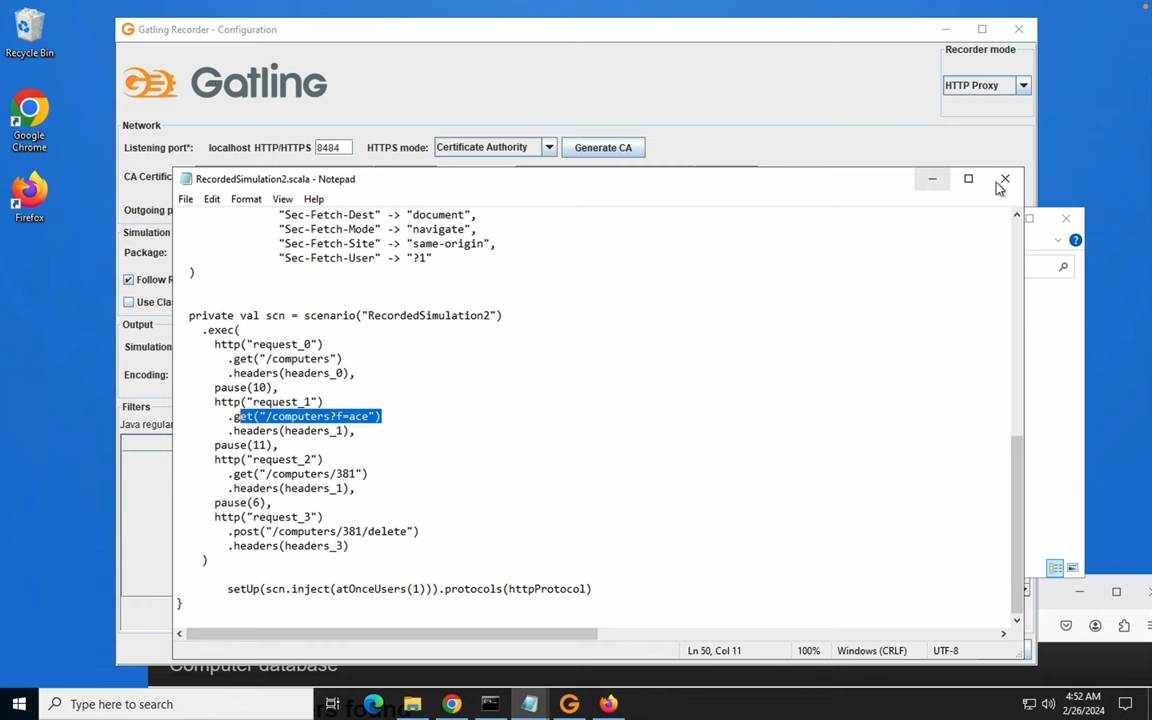 Recycle Bin
Google
Chrome
Firefox
Gatling Recorder - Configuration
Gatling
Recorder mode
HTTP Proxy
Network
Listening port*: localhost HTTP/HTTPS 8484 HTTPS mode: Certificate Authority Generate CA
CA Certific
Outgoing p
Simulation
Package:
Follow R
Use Cla
Output
Simulation
Encoding:
Filters
Java regular
RecordedSimulation2.scala - Notepad
File Edit Format View Help
"Sec-Fetch-Dest" -> "document",
"Sec-Fetch-Mode" -> "navigate",
"Sec-Fetch-Site" -> "same-origin",
"Sec-Fetch-User" -> "?1"
)
private val scn = scenario("RecordedSimulation2")
.exec(
http("request_0")
.get("/computers")
.headers(headers_0),
pause(10),
http("request_1")
.get("/computers?f=ace")
.headers(headers_1),
pause(11),
http("request_2")
.get("/computers/381")
.headers(headers_1),
pause(6),
http("request_3")
.post("/computers/381/delete")
.headers(headers_3)
)
setUp(scn.inject(atOnceUsers(1))).protocols(httpProtocol)
}
Ln 50, Col 11 100% Windows (CRLF) UTF-8
Computer database
rs found
Type here to search
4:52 AM
2/26/2024